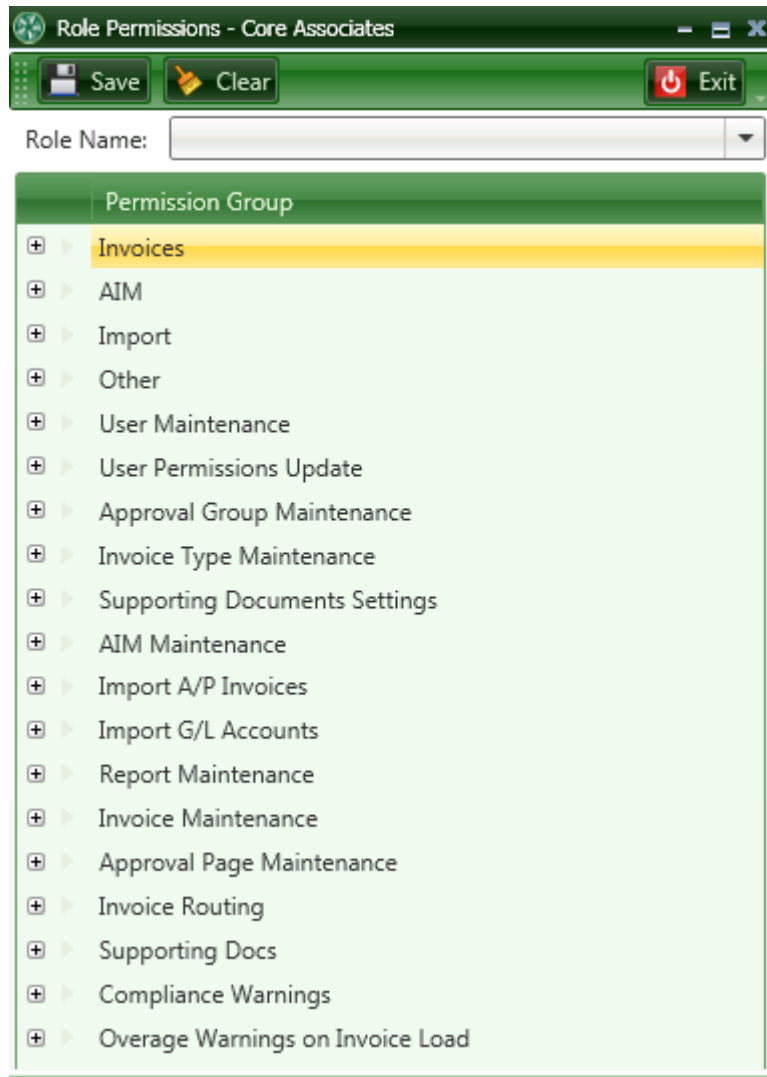 Role Permissions - Core Associates
Save Clear Exit
Role Name:
Permission Group
Invoices
AIM
Import
Other
User Maintenance
User Permissions Update
Approval Group Maintenance
Invoice Type Maintenance
Supporting Documents Settings
AIM Maintenance
Import A/P Invoices
Import G/L Accounts
Report Maintenance
Invoice Maintenance
Approval Page Maintenance
Invoice Routing
Supporting Docs
Compliance Warnings
Overage Warnings on Invoice Load